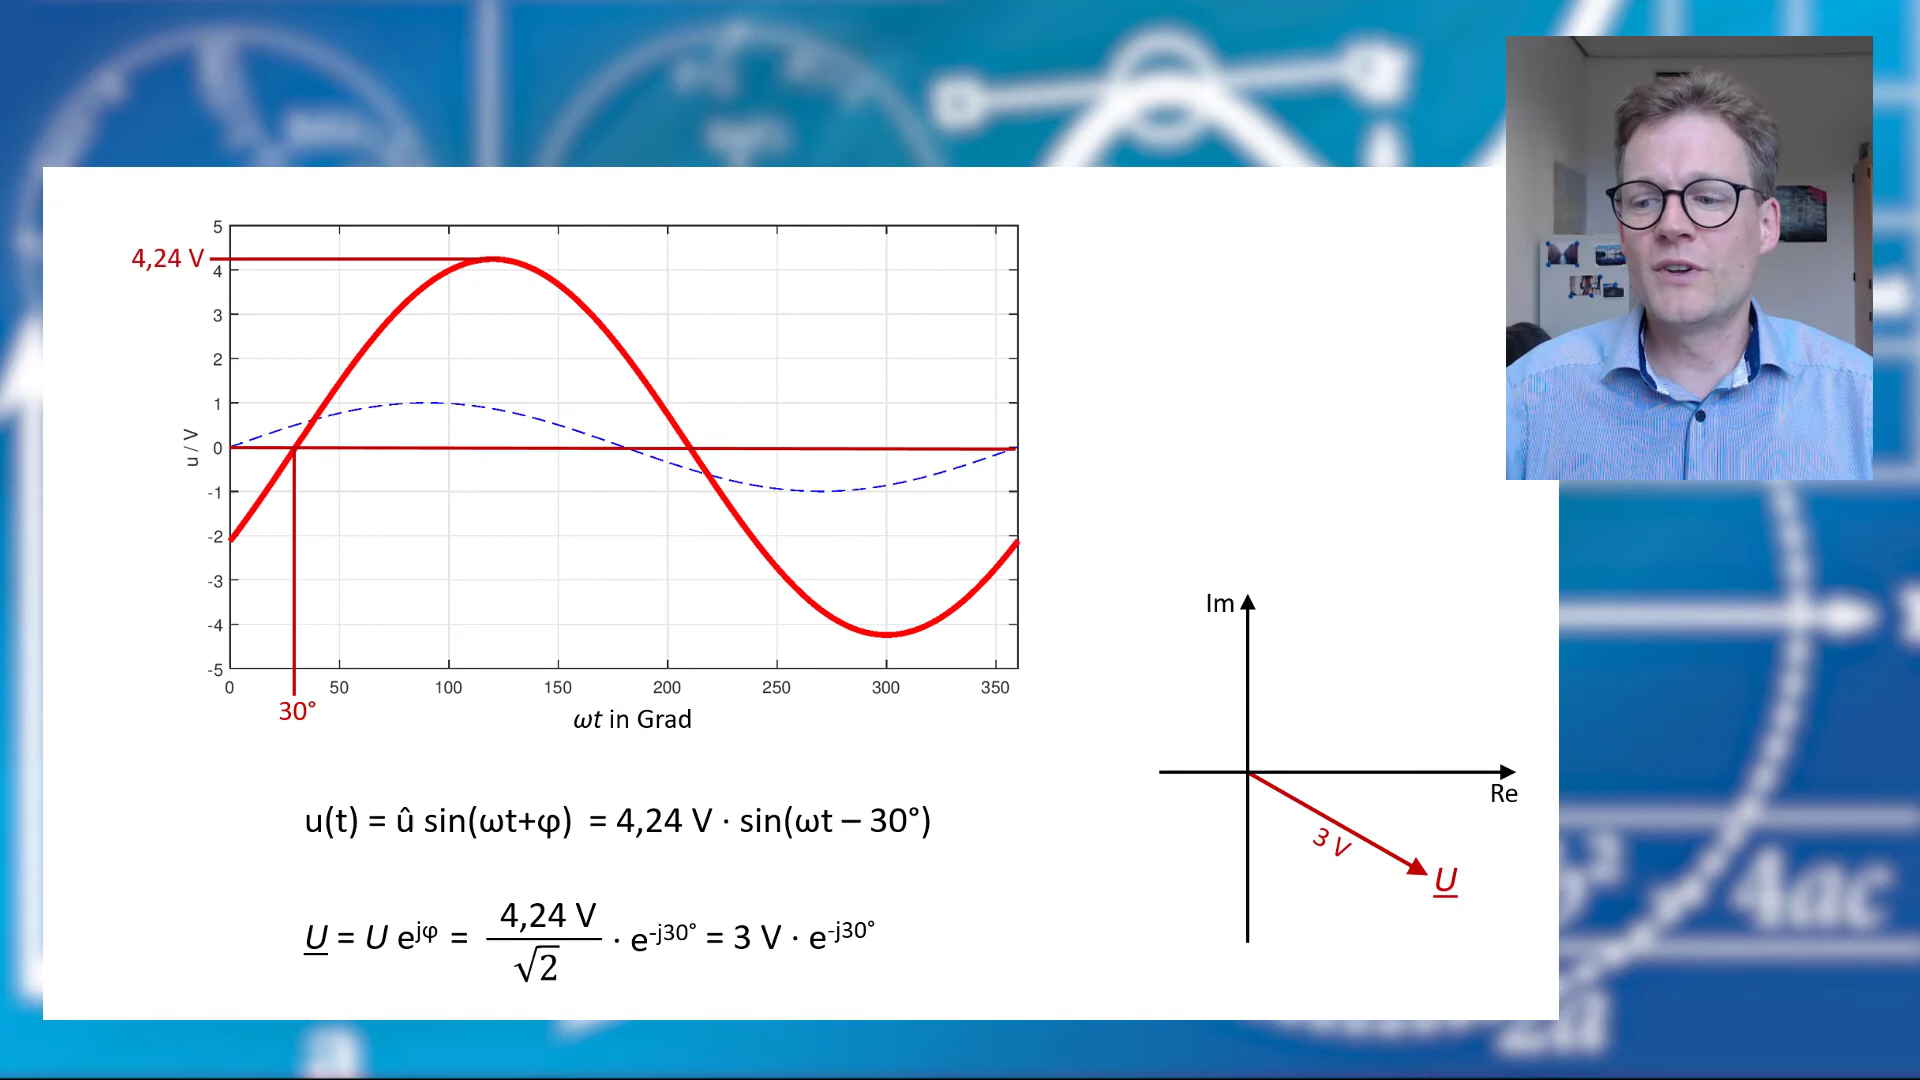 5
4,24 V
4
3
2
1
0
-1
-2
-3
-4
-5
u / V
0 50 100 150 200 250 300 350
30°
ωt in Grad
u(t) = û sin(ωt+φ) = 4,24 V · sin(ωt – 30°)
U = U e^jφ = 4,24 V / √2 · e^-j30° = 3 V · e^-j30°
Im
Re
3 V
U
4ac
2a
a